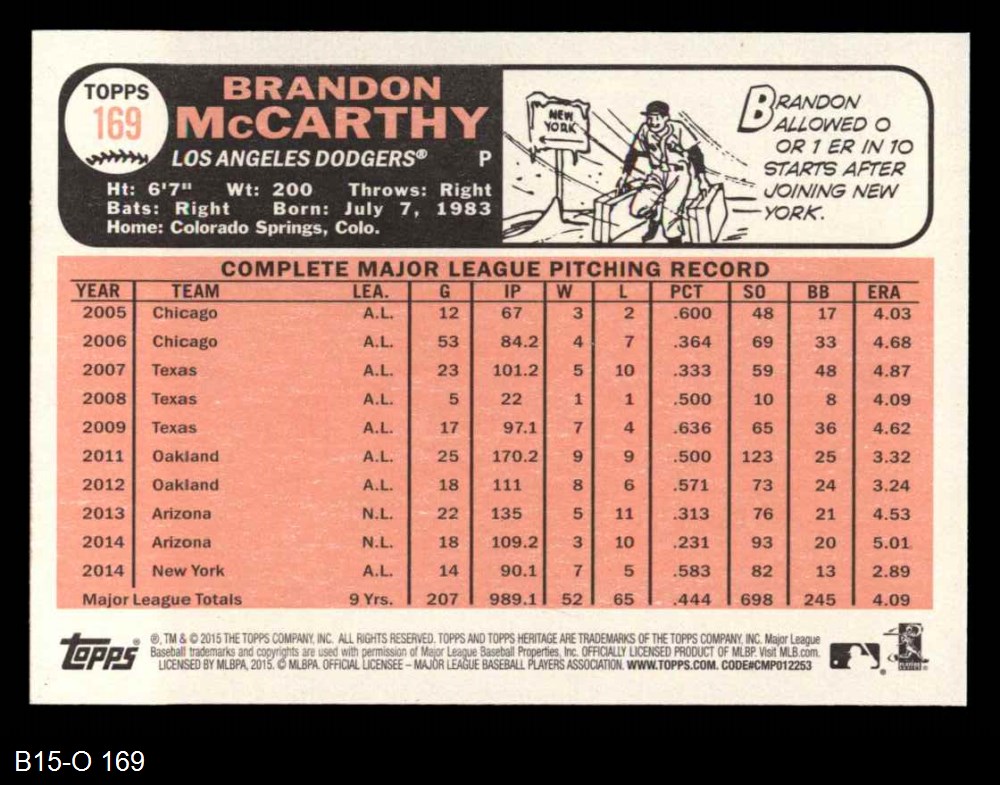 TOPPS
169
BRANDON
McCARTHY
LOS ANGELES DODGERS® P
Ht: 6'7" Wt: 200 Throws: Right
Bats: Right Born: July 7, 1983
Home: Colorado Springs, Colo.
NEW
YORK
BRANDON
ALLOWED 0
OR 1 ER IN 10
STARTS AFTER
JOINING NEW
YORK.
COMPLETE MAJOR LEAGUE PITCHING RECORD
YEAR TEAM LEA. G IP W L PCT SO BB ERA
2005 Chicago A.L. 12 67 3 2 .600 48 17 4.03
2006 Chicago A.L. 53 84.2 4 7 .364 69 33 4.68
2007 Texas A.L. 23 101.2 5 10 .333 59 48 4.87
2008 Texas A.L. 5 22 1 1 .500 10 8 4.09
2009 Texas A.L. 17 97.1 7 4 .636 65 36 4.62
2011 Oakland A.L. 25 170.2 9 9 .500 123 25 3.32
2012 Oakland A.L. 18 111 8 6 .571 73 24 3.24
2013 Arizona N.L. 22 135 5 11 .313 76 21 4.53
2014 Arizona N.L. 18 109.2 3 10 .231 93 20 5.01
2014 New York A.L. 14 90.1 7 5 .583 82 13 2.89
Major League Totals 9 Yrs. 207 989.1 52 65 .444 698 245 4.09
topps®
®, TM & © 2015 THE TOPPS COMPANY, INC. ALL RIGHTS RESERVED. TOPPS AND TOPPS HERITAGE ARE TRADEMARKS OF THE TOPPS COMPANY, INC. Major League
Baseball trademarks and copyrights are used with permission of Major League Baseball Properties, Inc. OFFICIALLY LICENSED PRODUCT OF MLBP. Visit MLB.com.
LICENSED BY MLBPA, 2015. © MLBPA. OFFICIAL LICENSEE – MAJOR LEAGUE BASEBALL PLAYERS ASSOCIATION. WWW.TOPPS.COM. CODE#CMP012253
B15-O 169